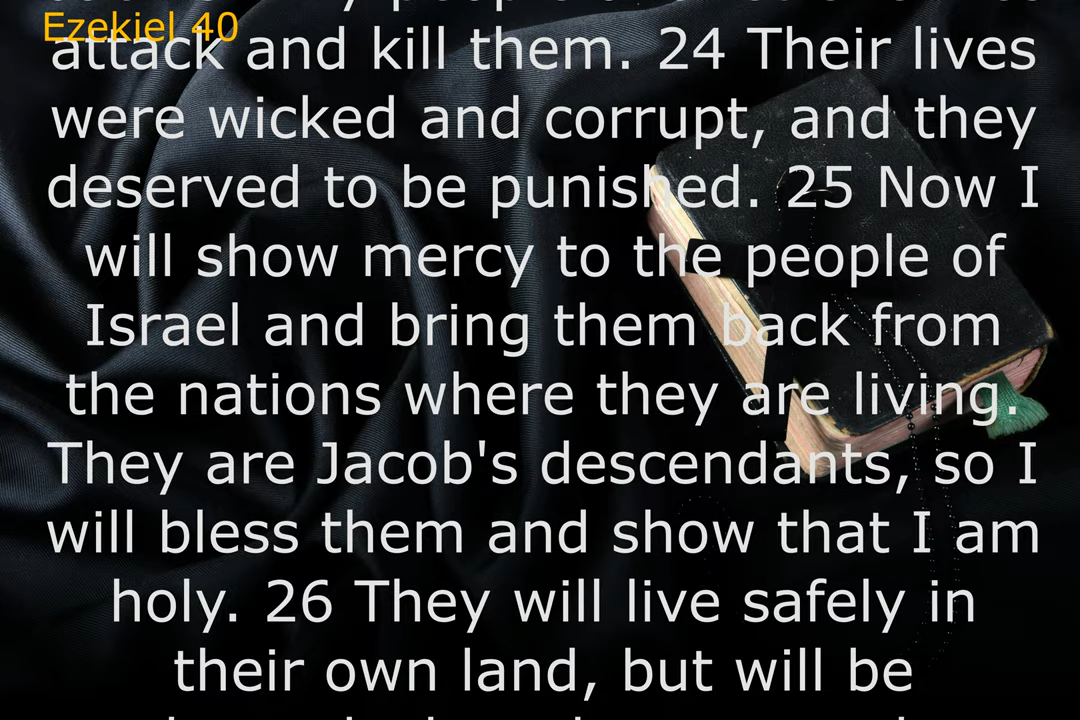 Ezekiel 40
attack and kill them. 24 Their lives
were wicked and corrupt, and they
deserved to be punished. 25 Now I
will show mercy to the people of
Israel and bring them back from
the nations where they are living.
They are Jacob's descendants, so I
will bless them and show that I am
holy. 26 They will live safely in
their own land, but will be